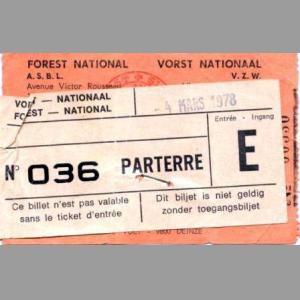 FOREST NATIONAL VORST NATIONAAL
A.S.B.L. V.Z.W.
Avenue Victor Rousseau
VORST — NATIONAAL
FOREST — NATIONAL
- 4 MARS 1978
Entrée - Ingang
E
N° 036 PARTERRE
Ce billet n'est pas valable
sans le ticket d'entrée
Dit biljet is niet geldig
zonder toegangsbiljet
9800 DEINZE